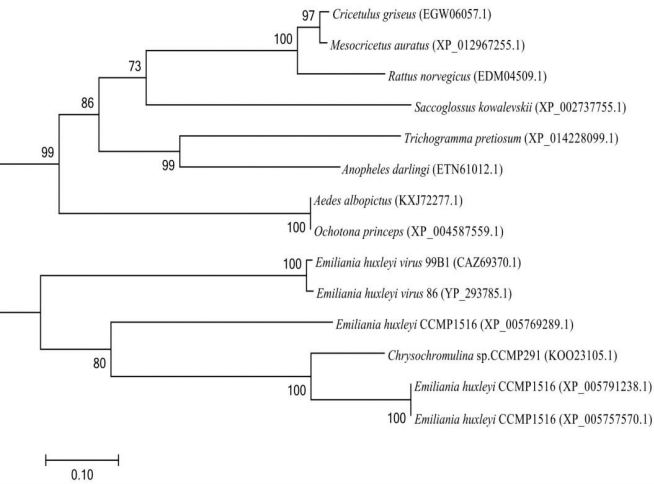 97
Cricetulus griseus (EGW06057.1)
100
Mesocricetus auratus (XP_012967255.1)
73
Rattus norvegicus (EDM04509.1)
86
Saccoglossus kowalevskii (XP_002737755.1)
Trichogramma pretiosum (XP_014228099.1)
99
99
Anopheles darlingi (ETN61012.1)
Aedes albopictus (KXJ72277.1)
100
Ochotona princeps (XP_004587559.1)
100
Emiliania huxleyi virus 99B1 (CAZ69370.1)
Emiliania huxleyi virus 86 (YP_293785.1)
Emiliania huxleyi CCMP1516 (XP_005769289.1)
80
Chrysochromulina sp.CCMP291 (KOO23105.1)
100
Emiliania huxleyi CCMP1516 (XP_005791238.1)
100
Emiliania huxleyi CCMP1516 (XP_005757570.1)
0.10